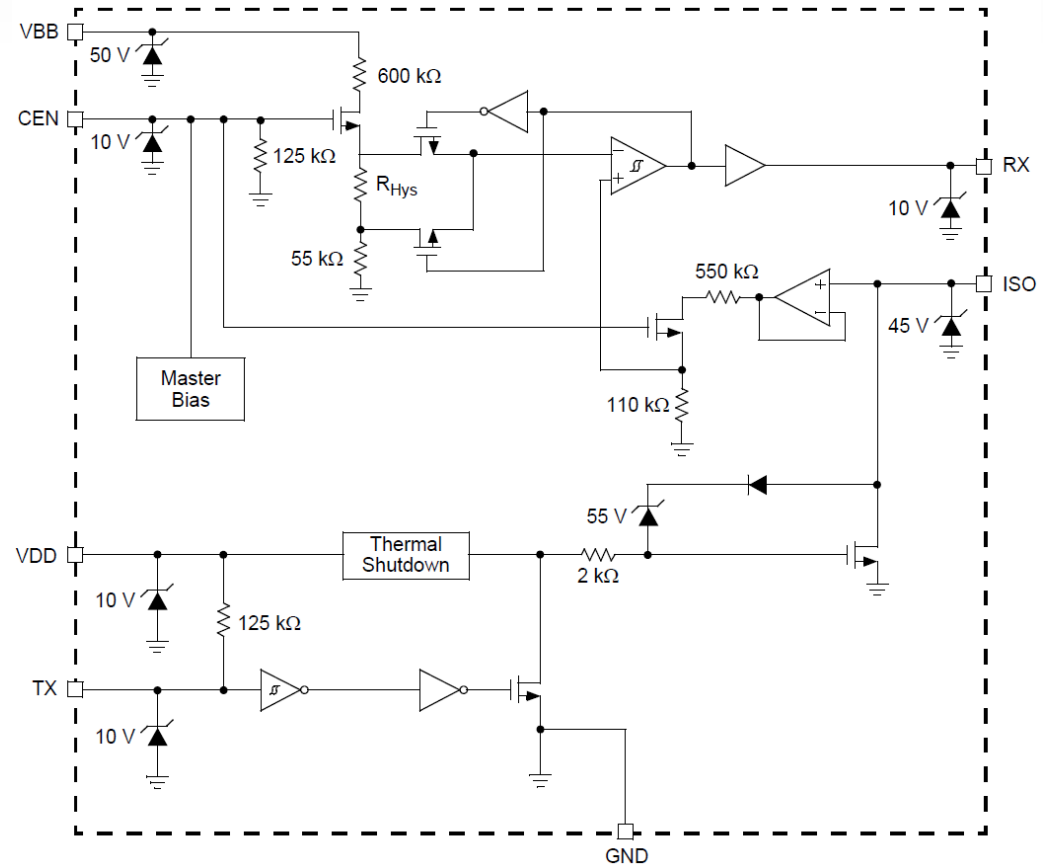 VBB
50 V
600 kΩ
CEN
10 V
125 kΩ
RHys
55 kΩ
RX
10 V
550 kΩ
ISO
45 V
Master
Bias
110 kΩ
55 V
VDD
Thermal
Shutdown
2 kΩ
10 V
125 kΩ
TX
10 V
GND